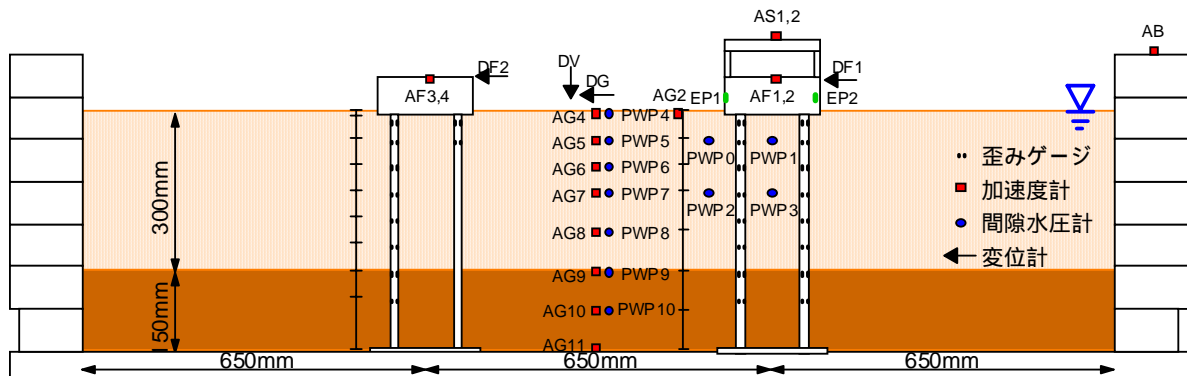 AS1,2
AB
DF2
DV
DG
DF1
AF3,4
AG2
EP1
AF1,2
EP2
AG4
PWP4
AG5
PWP5
PWP0
PWP1
AG6
PWP6
AG7
PWP7
PWP2
PWP3
AG8
PWP8
AG9
PWP9
AG10
PWP10
AG11
300mm
150mm
歪みゲージ
加速度計
間隙水圧計
変位計
650mm
650mm
650mm